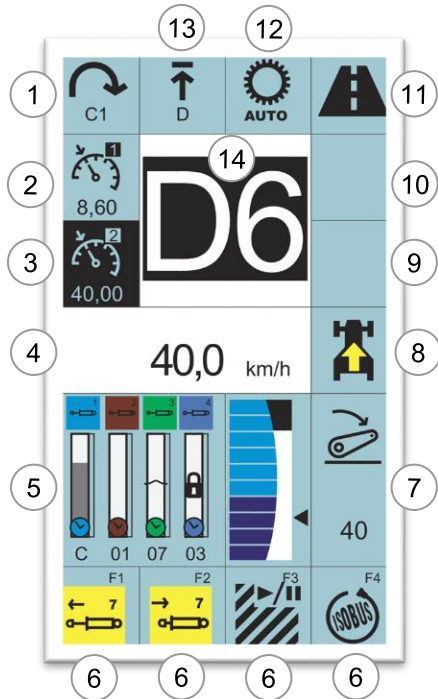 13 12
1 C1 D AUTO 11
14
2 1 8,60 D6 10
3 2 40,00 9
4 40,0 km/h 8
1 2 3 4
5 7
40
C 01 07 03
F1 F2 F3 F4
7 7 ISOBUS
6 6 6 6